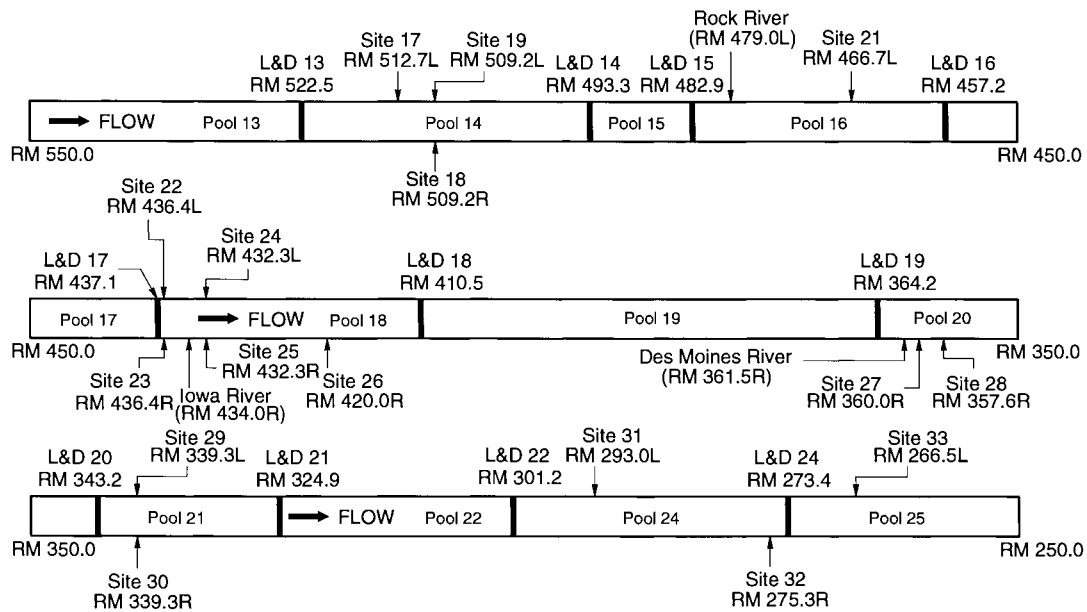 Rock River
(RM 479.0L)
Site 17
512.7L
Site 19
509.2L
Site 21
466.7L
L&D 13
RM 522.5
L&D 14
RM 493.3
L&D 15
RM 482.9
L&D 16
RM 457.2
FLOW
Pool 13
Pool 14
Pool 15
Pool 16
RM 550.0
RM 450.0
Site 18
RM 509.2R
Site 22
RM 436.4L
Site 24
RM 432.3L
L&D 17
RM 437.1
L&D 18
RM 410.5
L&D 19
RM 364.2
Pool 17
FLOW
Pool 18
Pool 19
Pool 20
RM 450.0
RM 350.0
Site 23
RM 436.4R
Iowa River
(RM 434.0R)
Site 25
RM 432.3R
Site 26
RM 420.0R
Des Moines River
(RM 361.5R)
Site 27
RM 360.0R
Site 28
RM 357.6R
L&D 20
RM 343.2
Site 29
RM 339.3L
L&D 21
RM 324.9
L&D 22
RM 301.2
Site 31
RM 293.0L
L&D 24
RM 273.4
Site 33
RM 266.5L
Pool 21
FLOW
Pool 22
Pool 24
Pool 25
RM 350.0
RM 250.0
Site 30
RM 339.3R
Site 32
RM 275.3R